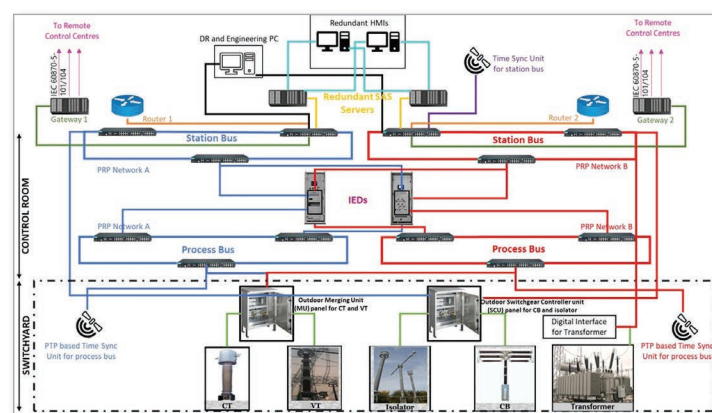 Redundant HMIs
To Remote
Control Centres
DR and Engineering PC
Time Sync Unit
for station bus
To Remote
Control Centres
IEC 60870-5-
101/104
IEC 60870-5-
101/104
Redundant SAS
Servers
Gateway 1
Router 1
Router 2
Gateway 2
Station Bus
Station Bus
PRP Network A
PRP Network B
IEDs
CONTROL ROOM
PRP Network A
PRP Network B
Process Bus
Process Bus
SWITCHYARD
Outdoor Merging Unit
(MU) panel for CT and VT
Outdoor Switchgear Controller unit
(SCU) panel for CB and isolator
PTP based Time Sync
Unit for process bus
Digital Interface
for Transformer
PTP based Time Sync
Unit for process bus
CT
VT
Isolator
CB
Transformer